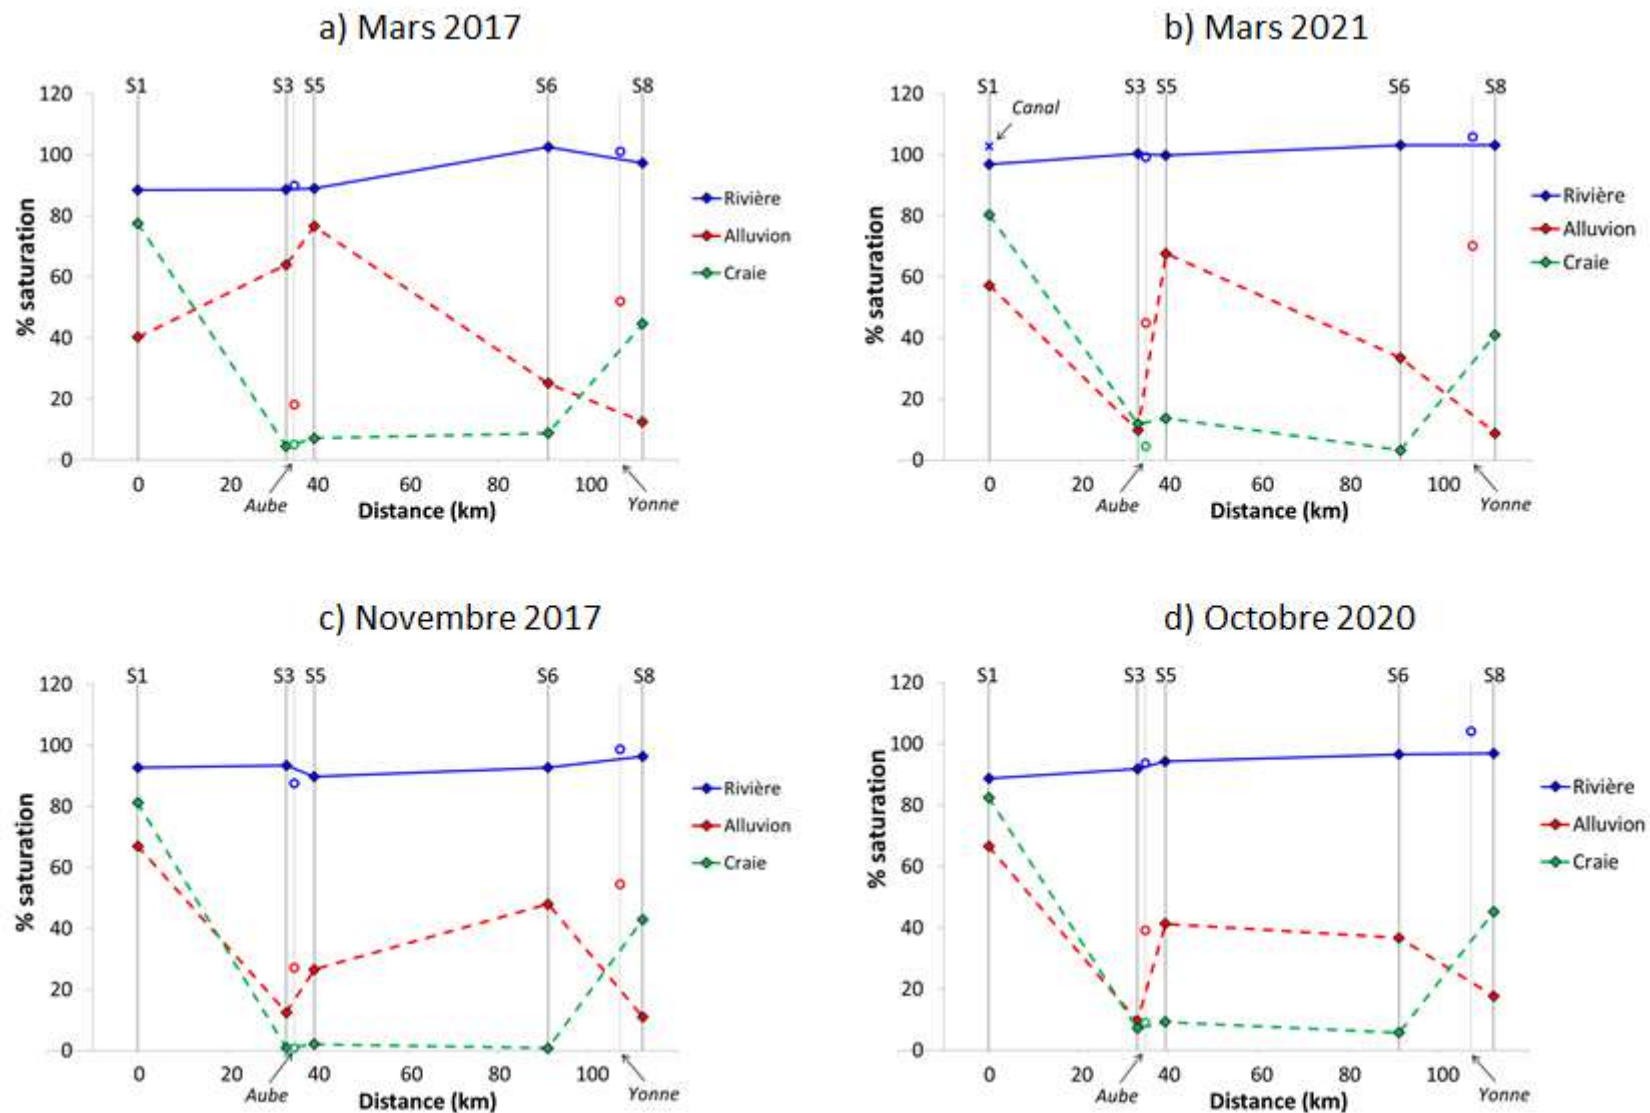 a) Mars 2017
S1 S3 S5 S6 S8
120
100
80
60
40
20
0
% saturation
Rivière
Alluvion
Craie
0 20 40 60 80 100
Aube
Distance (km)
Yonne
b) Mars 2021
S1 S3 S5 S6 S8
Canal
120
100
80
60
40
20
0
% saturation
Rivière
Alluvion
Craie
0 20 40 60 80 100
Aube
Distance (km)
Yonne
c) Novembre 2017
S1 S3 S5 S6 S8
120
100
80
60
40
20
0
% saturation
Rivière
Alluvion
Craie
0 20 40 60 80 100
Aube
Distance (km)
Yonne
d) Octobre 2020
S1 S3 S5 S6 S8
120
100
80
60
40
20
0
% saturation
Rivière
Alluvion
Craie
0 20 40 60 80 100
Aube
Distance (km)
Yonne